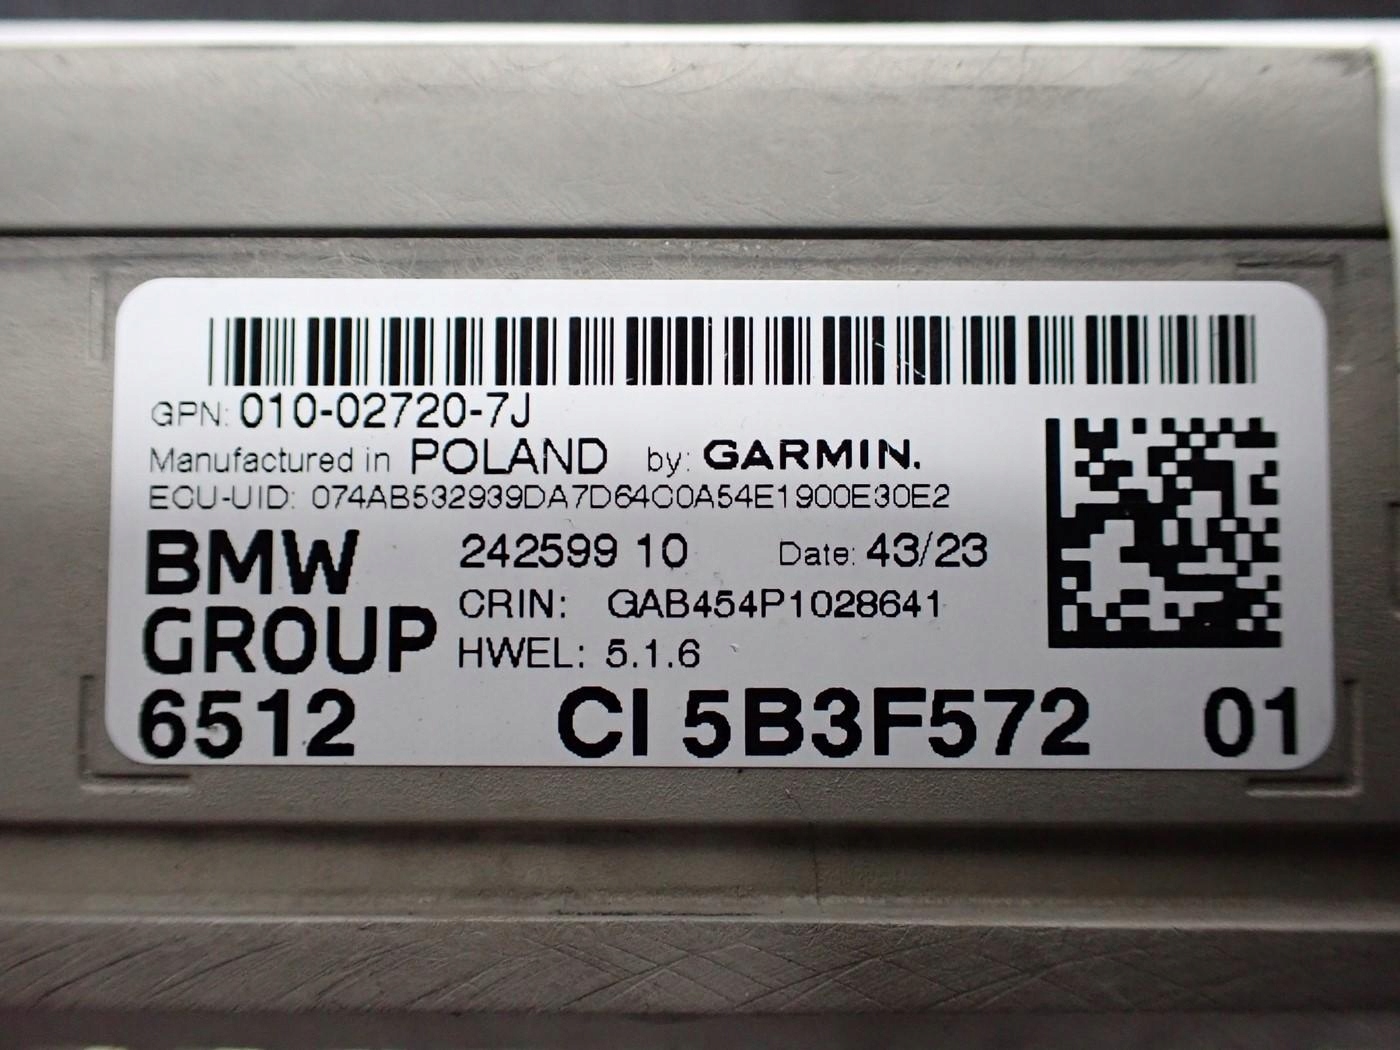 GPN: 010-02720-7J
Manufactured in POLAND by: GARMIN.
ECU-UID: 074AB532939DA7D64C0A54E1900E30E2
BMW GROUP
242599 10 Date: 43/23
CRIN: GAB454P1028641
HWEL: 5.1.6
6512 CI 5B3F572 01